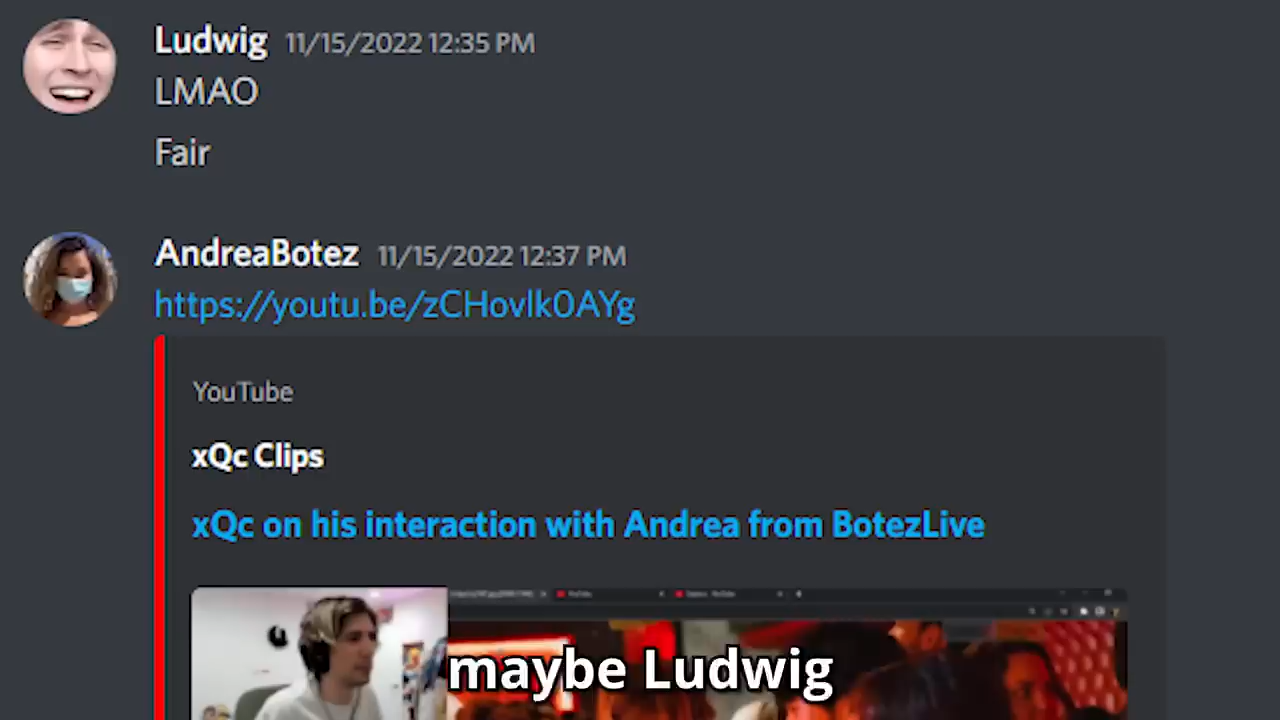 Ludwig 11/15/2022 12:35 PM
LMAO
Fair
AndreaBotez 11/15/2022 12:37 PM
https://youtu.be/zCHovlk0AYg
YouTube
xQc Clips
xQc on his interaction with Andrea from BotezLive
maybe Ludwig